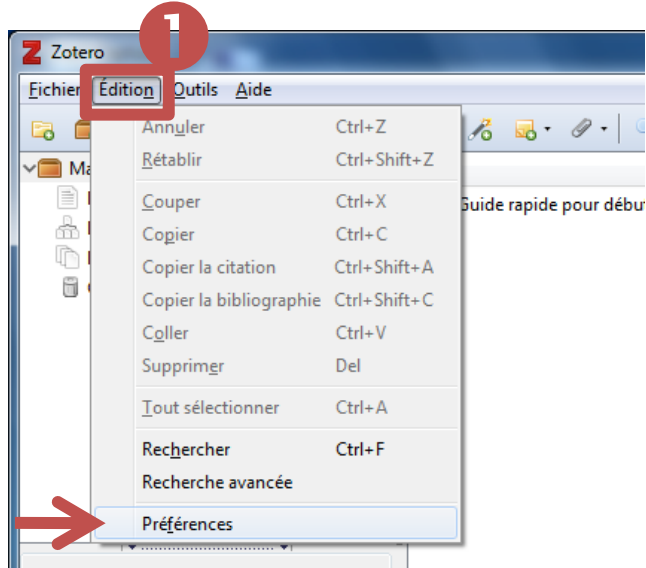 1
Zotero
Fichier Édition Outils Aide
Annuler Ctrl+Z
Rétablir Ctrl+Shift+Z
Couper Ctrl+X
Copier Ctrl+C
Copier la citation Ctrl+Shift+A
Copier la bibliographie Ctrl+Shift+C
Coller Ctrl+V
Supprimer Del
Tout sélectionner Ctrl+A
Rechercher Ctrl+F
Recherche avancée
Préférences
Ma
Guide rapide pour débu